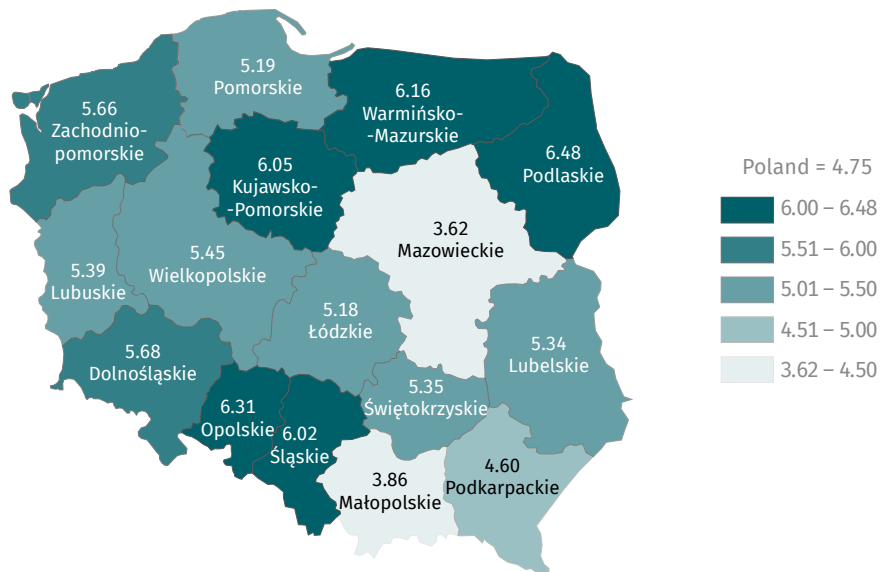 5.19
Pomorskie
5.66
Zachodnio-
pomorskie
6.16
Warmińsko-
-Mazurskie
6.48
Podlaskie
6.05
Kujawsko-
-Pomorskie
3.62
Mazowieckie
5.39
Lubuskie
5.45
Wielkopolskie
5.18
Łódzkie
5.34
Lubelskie
5.68
Dolnośląskie
5.35
Świętokrzyskie
6.31
Opolskie
6.02
Śląskie
3.86
Małopolskie
4.60
Podkarpackie
Poland = 4.75
6.00 – 6.48
5.51 – 6.00
5.01 – 5.50
4.51 – 5.00
3.62 – 4.50